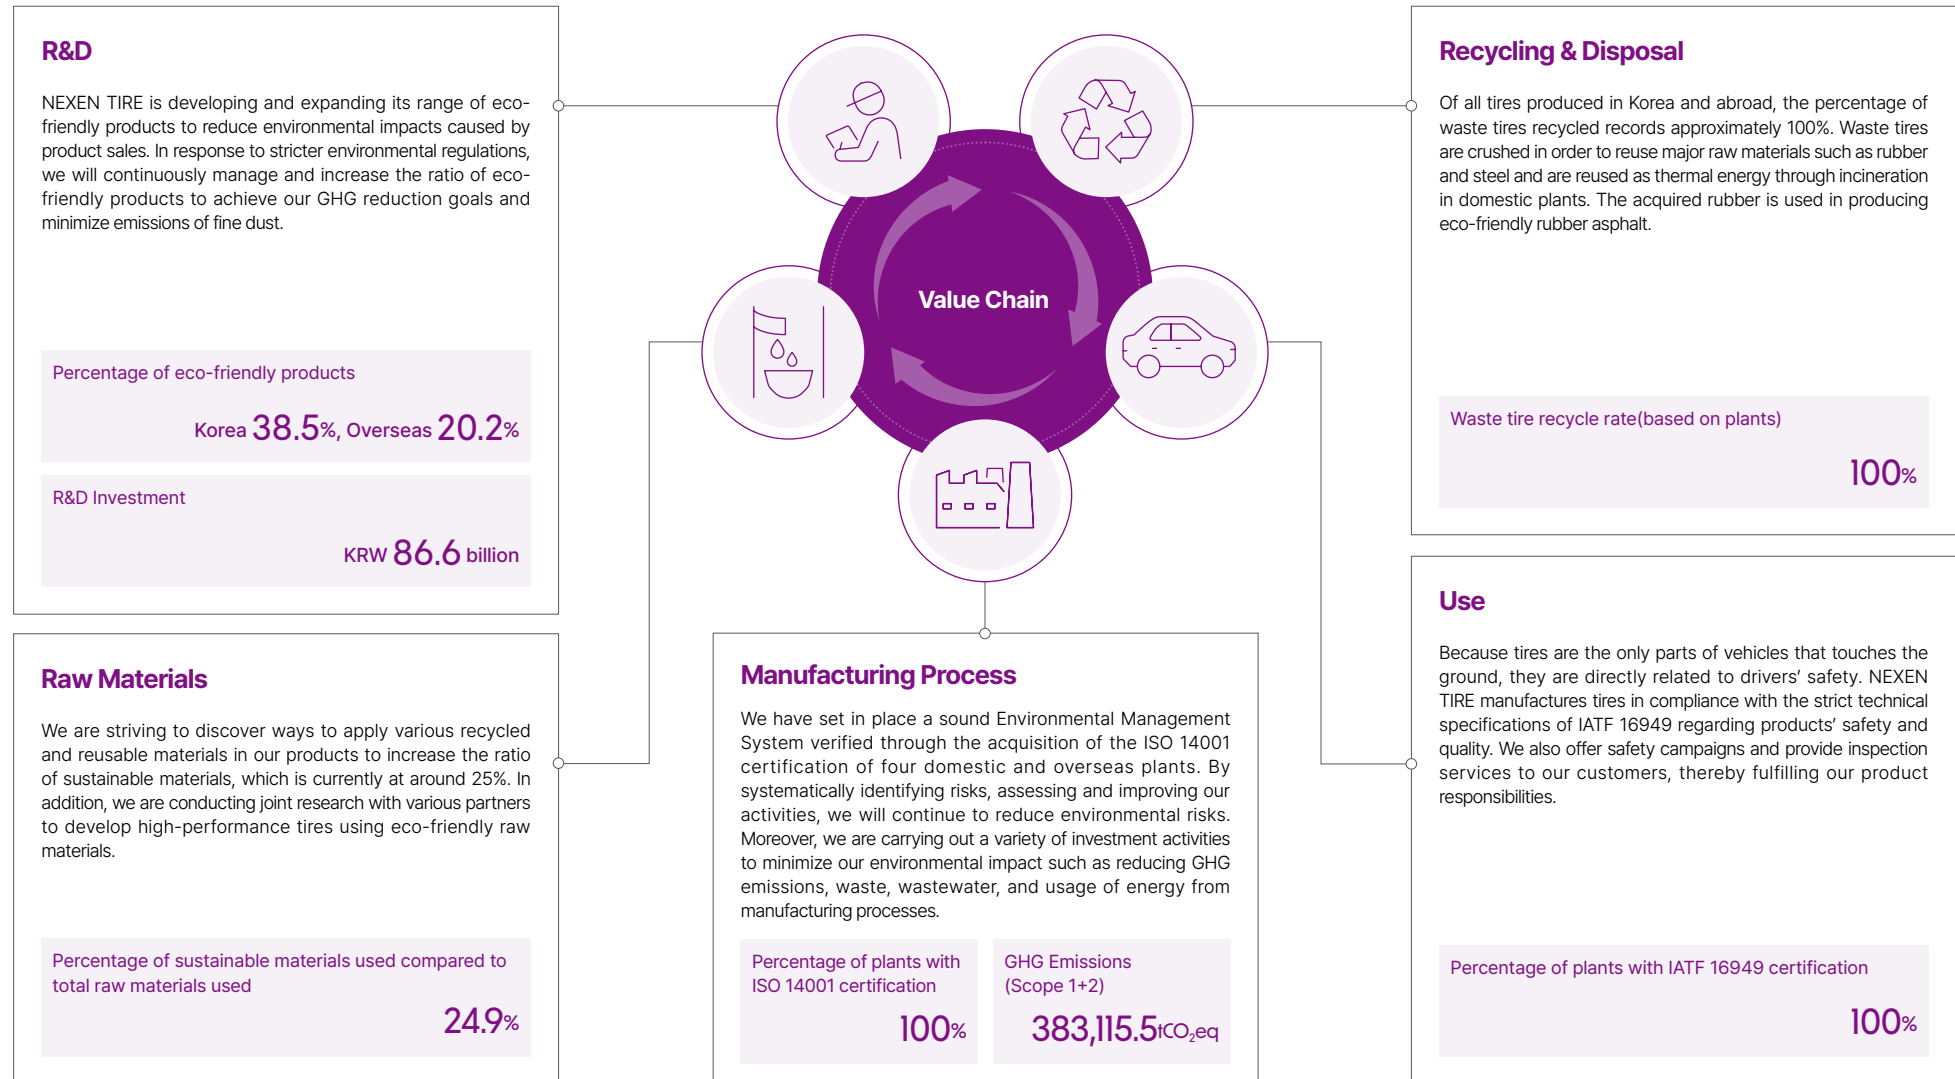 R&D
NEXEN TIRE is developing and expanding its range of eco-
friendly products to reduce environmental impacts caused by
product sales. In response to stricter environmental regulations,
we will continuously manage and increase the ratio of eco-
friendly products to achieve our GHG reduction goals and
minimize emissions of fine dust.
Percentage of eco-friendly products
Korea 38.5%, Overseas 20.2%
R&D Investment
KRW 86.6 billion
Raw Materials
We are striving to discover ways to apply various recycled
and reusable materials in our products to increase the ratio
of sustainable materials, which is currently at around 25%. In
addition, we are conducting joint research with various partners
to develop high-performance tires using eco-friendly raw
materials.
Percentage of sustainable materials used compared to
total raw materials used
24.9%
Value Chain
Manufacturing Process
We have set in place a sound Environmental Management
System verified through the acquisition of the ISO 14001
certification of four domestic and overseas plants. By
systematically identifying risks, assessing and improving our
activities, we will continue to reduce environmental risks.
Moreover, we are carrying out a variety of investment activities
to minimize our environmental impact such as reducing GHG
emissions, waste, wastewater, and usage of energy from
manufacturing processes.
Percentage of plants with
ISO 14001 certification
100%
GHG Emissions
(Scope 1+2)
383,115.5tCO₂eq
Recycling & Disposal
Of all tires produced in Korea and abroad, the percentage of
waste tires recycled records approximately 100%. Waste tires
are crushed in order to reuse major raw materials such as rubber
and steel and are reused as thermal energy through incineration
in domestic plants. The acquired rubber is used in producing
eco-friendly rubber asphalt.
Waste tire recycle rate(based on plants)
100%
Use
Because tires are the only parts of vehicles that touches the
ground, they are directly related to drivers’ safety. NEXEN
TIRE manufactures tires in compliance with the strict technical
specifications of IATF 16949 regarding products’ safety and
quality. We also offer safety campaigns and provide inspection
services to our customers, thereby fulfilling our product
responsibilities.
Percentage of plants with IATF 16949 certification
100%